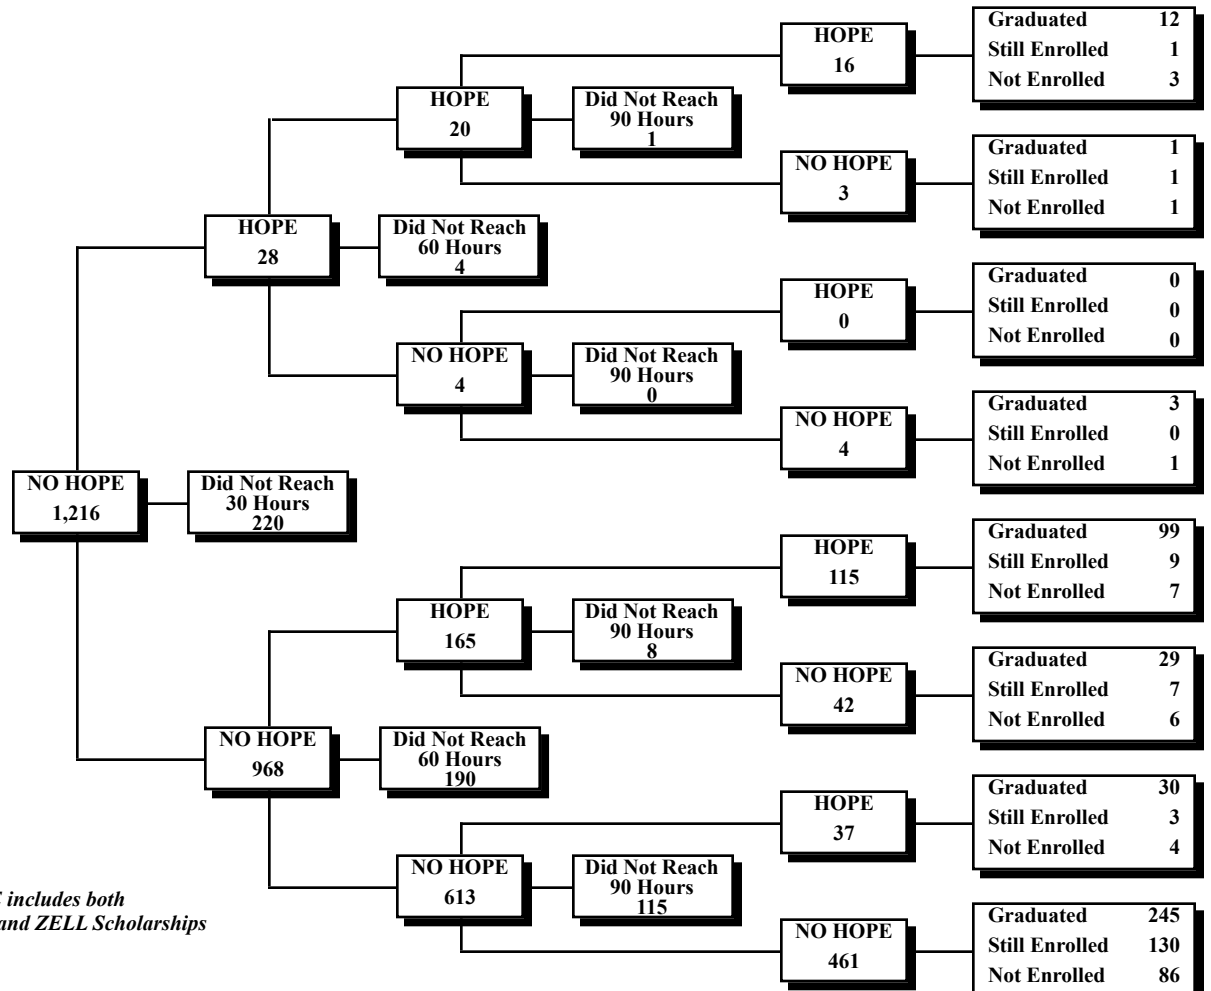 Graduated 12
Still Enrolled 1
Not Enrolled 3
HOPE
16
HOPE
20
Did Not Reach
90 Hours
1
Graduated 1
Still Enrolled 1
Not Enrolled 1
NO HOPE
3
HOPE
28
Did Not Reach
60 Hours
4
Graduated 0
Still Enrolled 0
Not Enrolled 0
HOPE
0
NO HOPE
4
Did Not Reach
90 Hours
0
Graduated 3
Still Enrolled 0
Not Enrolled 1
NO HOPE
4
NO HOPE
1,216
Did Not Reach
30 Hours
220
Graduated 99
Still Enrolled 9
Not Enrolled 7
HOPE
115
HOPE
165
Did Not Reach
90 Hours
8
Graduated 29
Still Enrolled 7
Not Enrolled 6
NO HOPE
42
NO HOPE
968
Did Not Reach
60 Hours
190
Graduated 30
Still Enrolled 3
Not Enrolled 4
HOPE
37
NO HOPE
613
Did Not Reach
90 Hours
115
includes both
and ZELL Scholarships
Graduated 245
Still Enrolled 130
Not Enrolled 86
NO HOPE
461